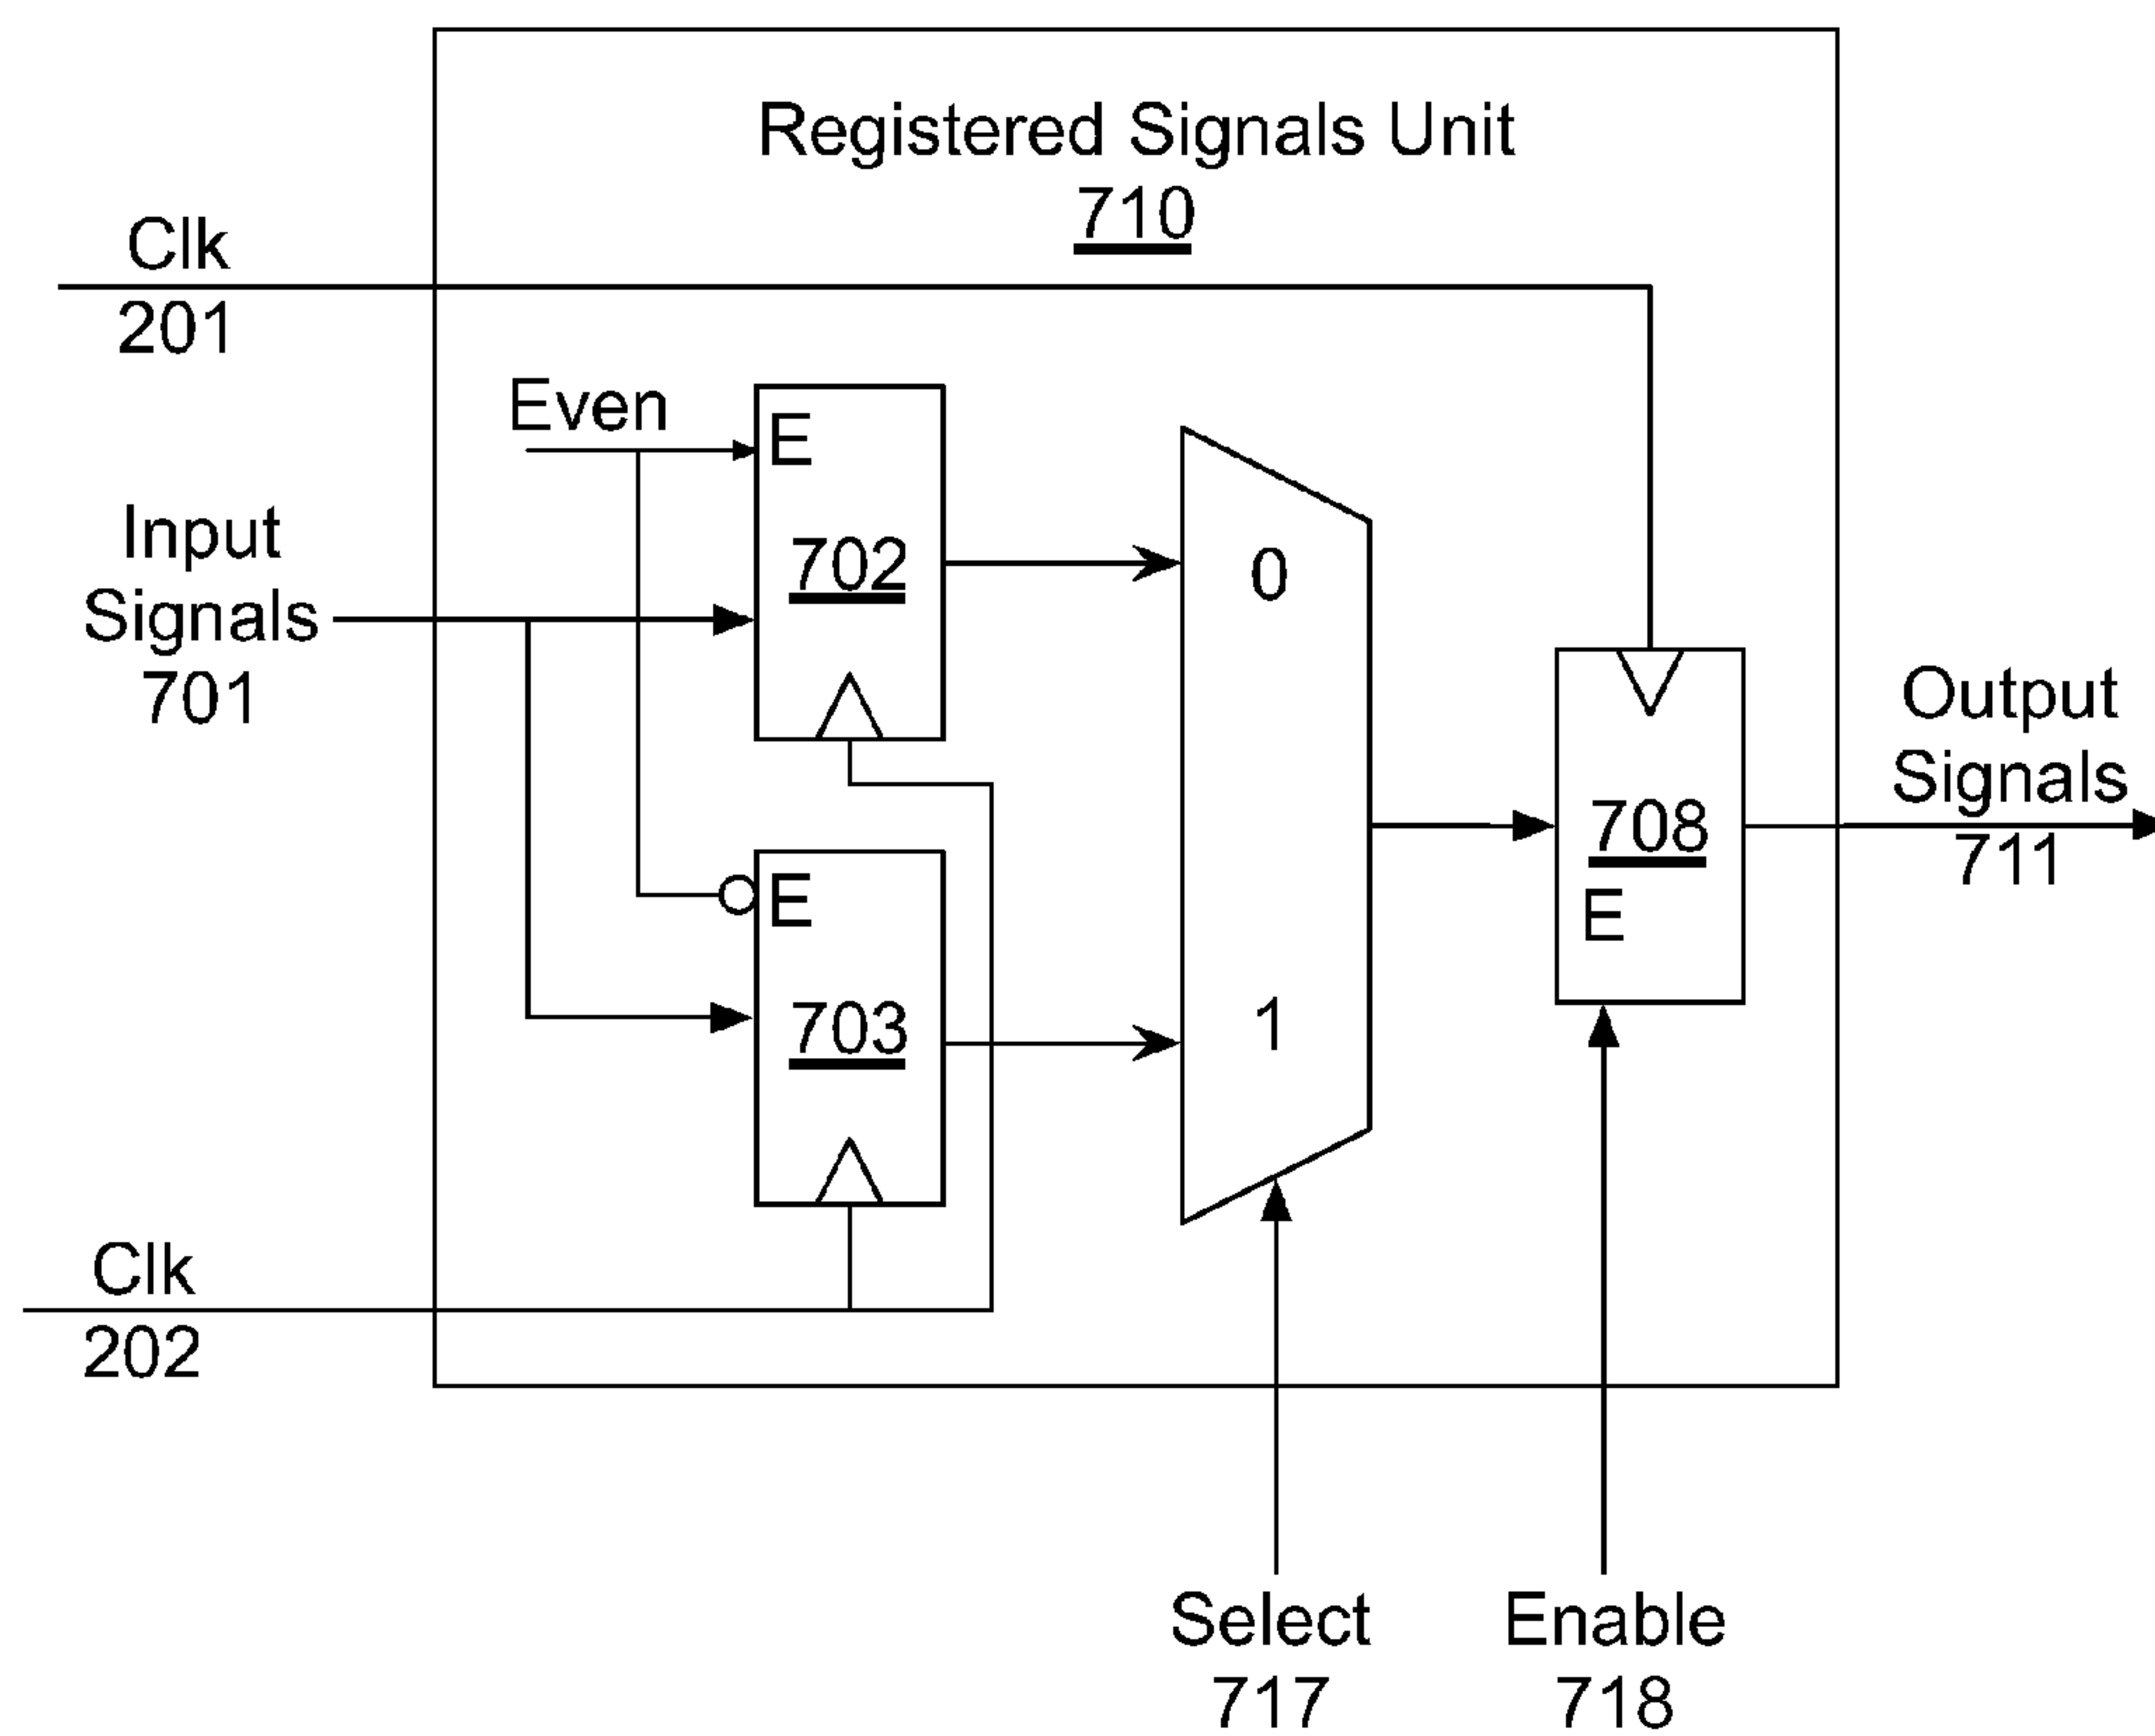 Registered Signals Unit
710
Clk
201
Even
E
702
Input
Signals
701
0
E
703
1
708
E
Output
Signals
711
Clk
202
Select
717
Enable
718